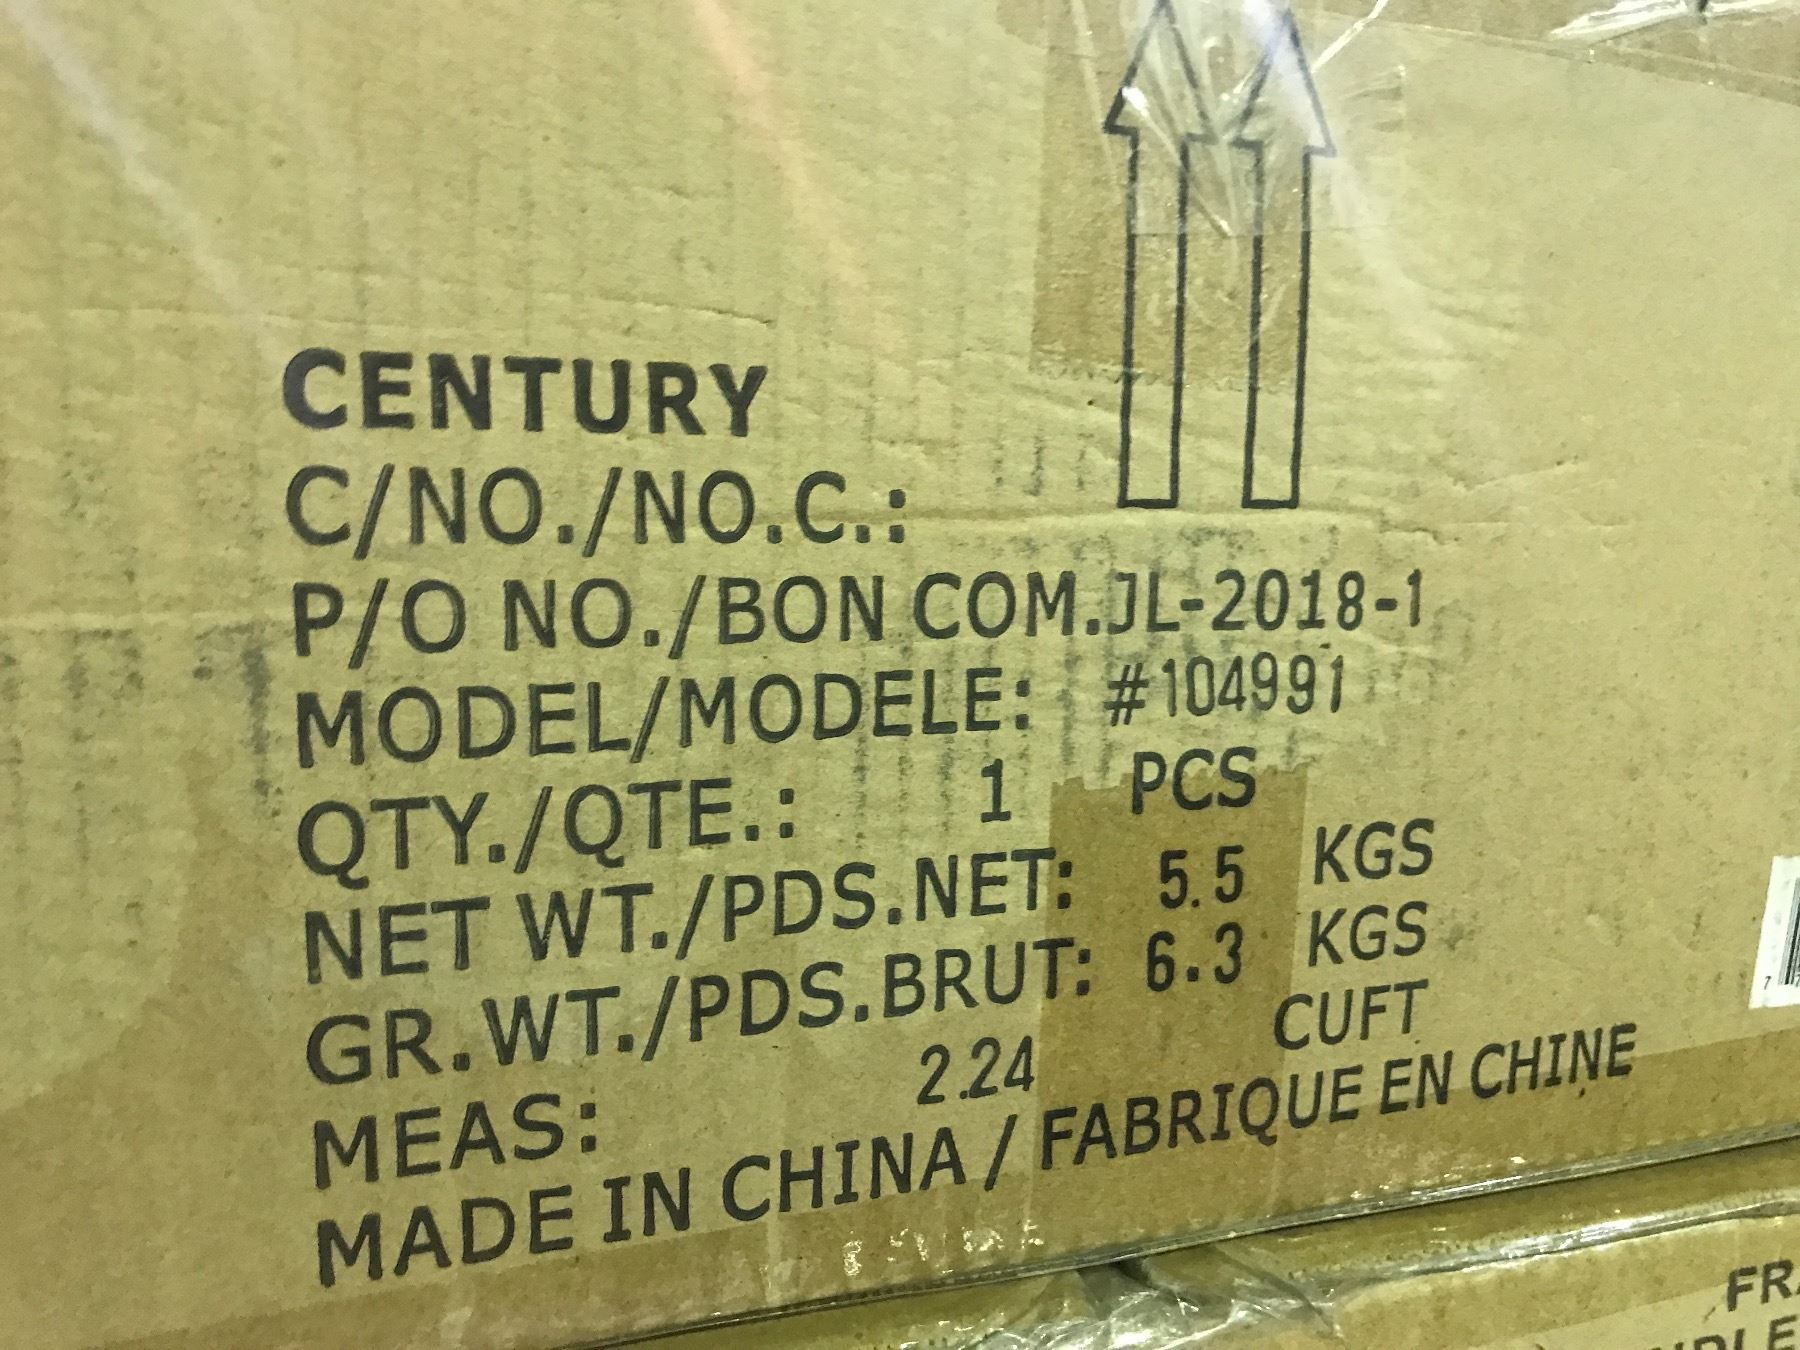 CENTURY
C/NO./NO.C.:
P/O NO./BON COM.JL-2018-1
MODEL/MODELE: #104991
QTY./QTE.: 1 PCS
NET WT./PDS.NET: 5.5 KGS
GR.WT./PDS.BRUT: 6.3 KGS
MEAS: 2.24 CUFT
MADE IN CHINA / FABRIQUE EN CHINE
7